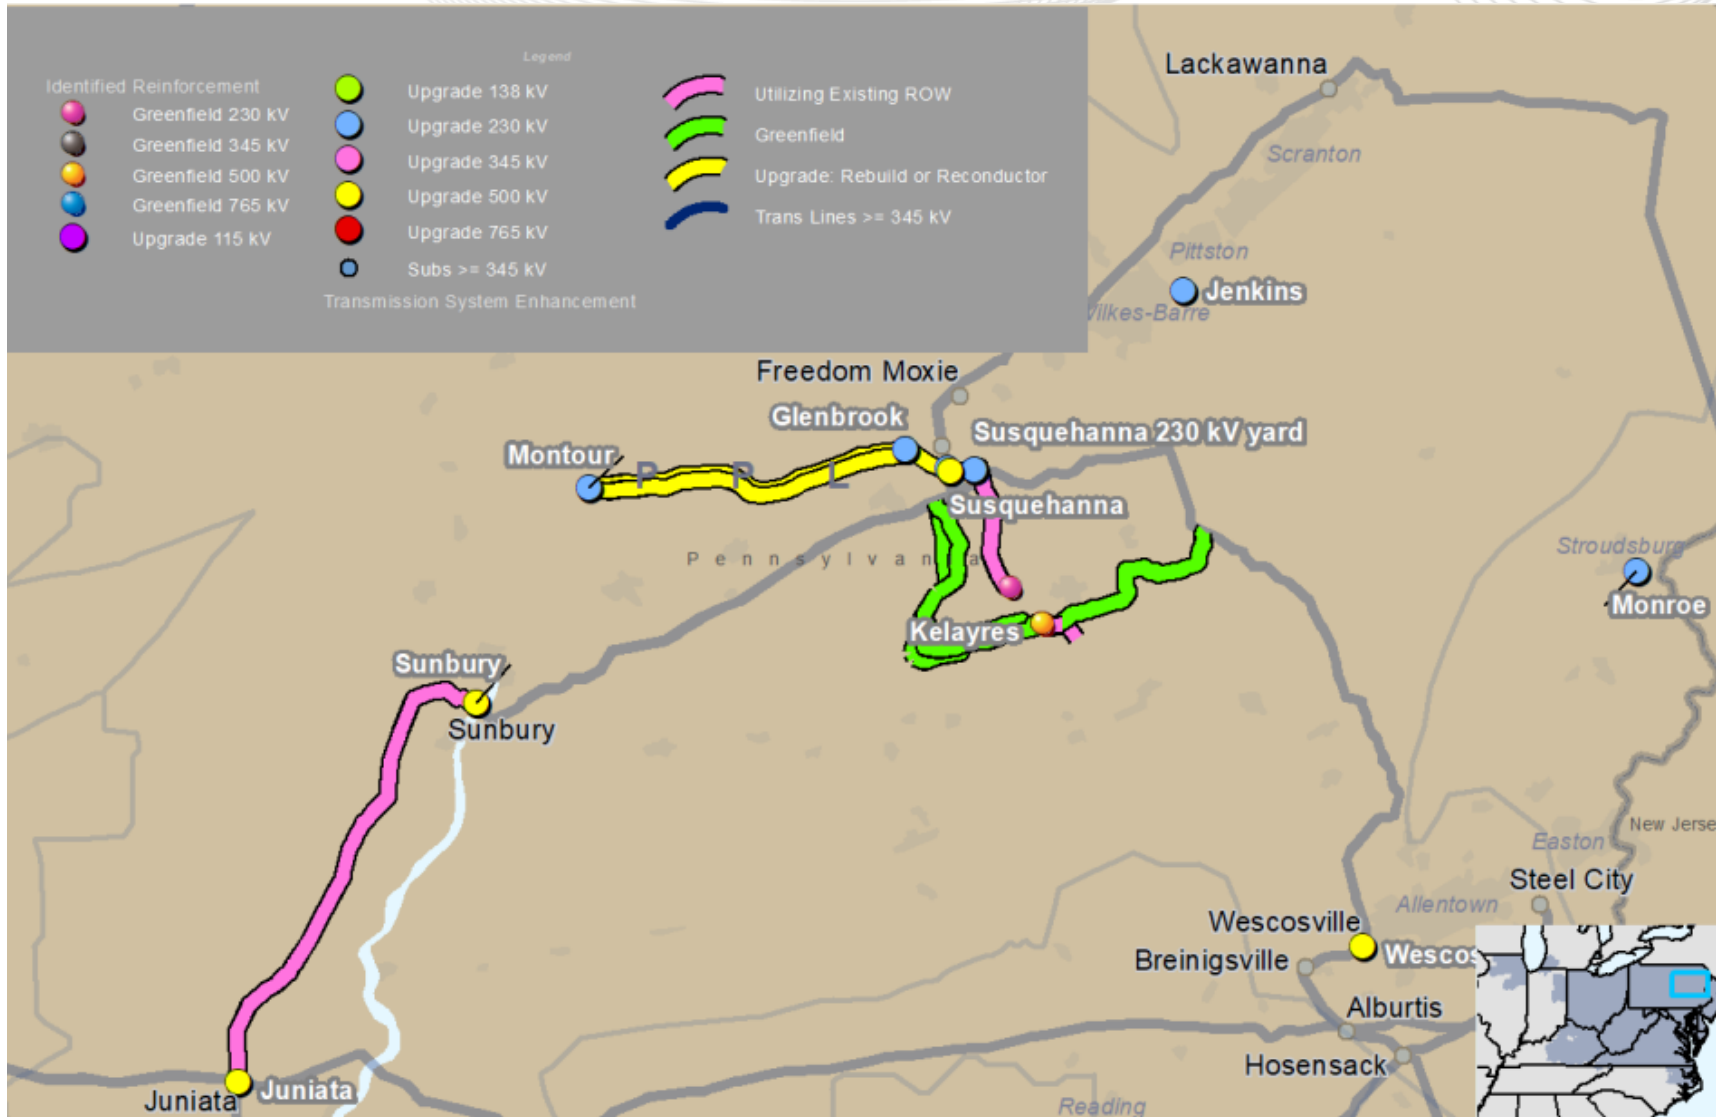 Legend
Identified Reinforcement
Greenfield 230 kV
Greenfield 345 kV
Greenfield 500 kV
Greenfield 765 kV
Upgrade 115 kV
Upgrade 138 kV
Upgrade 230 kV
Upgrade 345 kV
Upgrade 500 kV
Upgrade 765 kV
Subs >= 345 kV
Transmission System Enhancement
Utilizing Existing ROW
Greenfield
Upgrade: Rebuild or Reconductor
Trans Lines >= 345 kV
Lackawanna
Scranton
Pittston
Jenkins
Wilkes-Barre
Freedom Moxie
Glenbrook
Susquehanna 230 kV yard
Montour
P P L
Susquehanna
Pennsylvania
Stroudsburg
Monroe
Kelayres
Sunbury
Sunbury
New Jerse
Easton
Steel City
Allentown
Wescosville
Wescos
Breinigsville
Alburtis
Hosensack
Juniata
Juniata
Reading